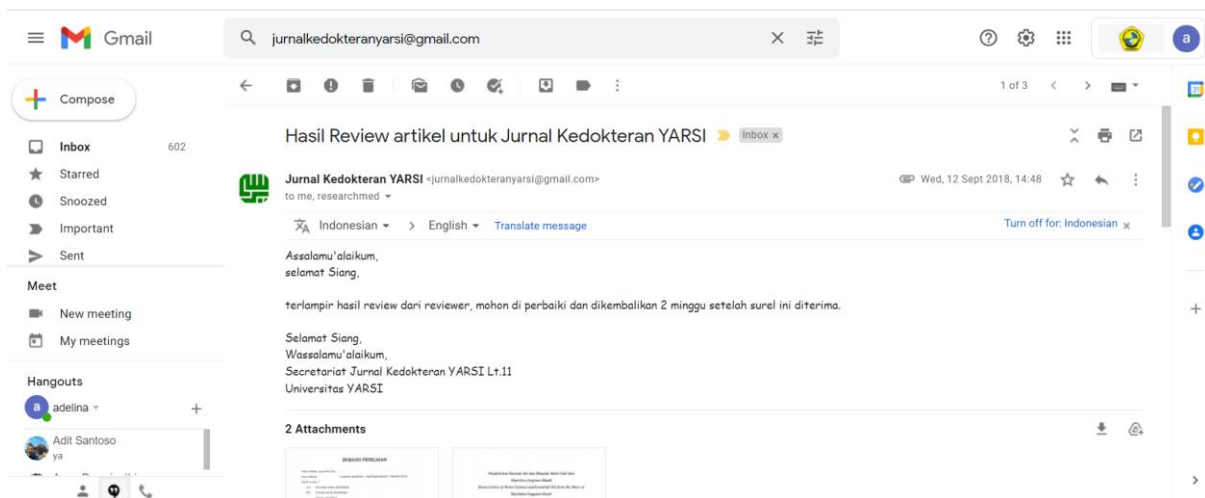 Gmail
jurnalkedokteranyarsi@gmail.com
a
Compose
1 of 3
Inbox 602
Starred
Snoozed
Important
Sent
Meet
New meeting
My meetings
Hangouts
adelina
Adit Santoso
ya
Hasil Review artikel untuk Jurnal Kedokteran YARSI Inbox x
Jurnal Kedokteran YARSI <jurnalkedokteranyarsi@gmail.com>
Wed, 12 Sept 2018, 14:48
to me, researchmed
Indonesian > English Translate message
Turn off for: Indonesian x
Assalamu'alaikum,
selamat Siang,
terlampir hasil review dari reviewer, mohon di perbaiki dan dikembalikan 2 minggu setelah surel ini diterima.
Selamat Siang,
Wassalamu'alaikum,
Secretariat Jurnal Kedokteran YARSI Lt.11
Universitas YARSI
2 Attachments
BORANG PENILAIAN